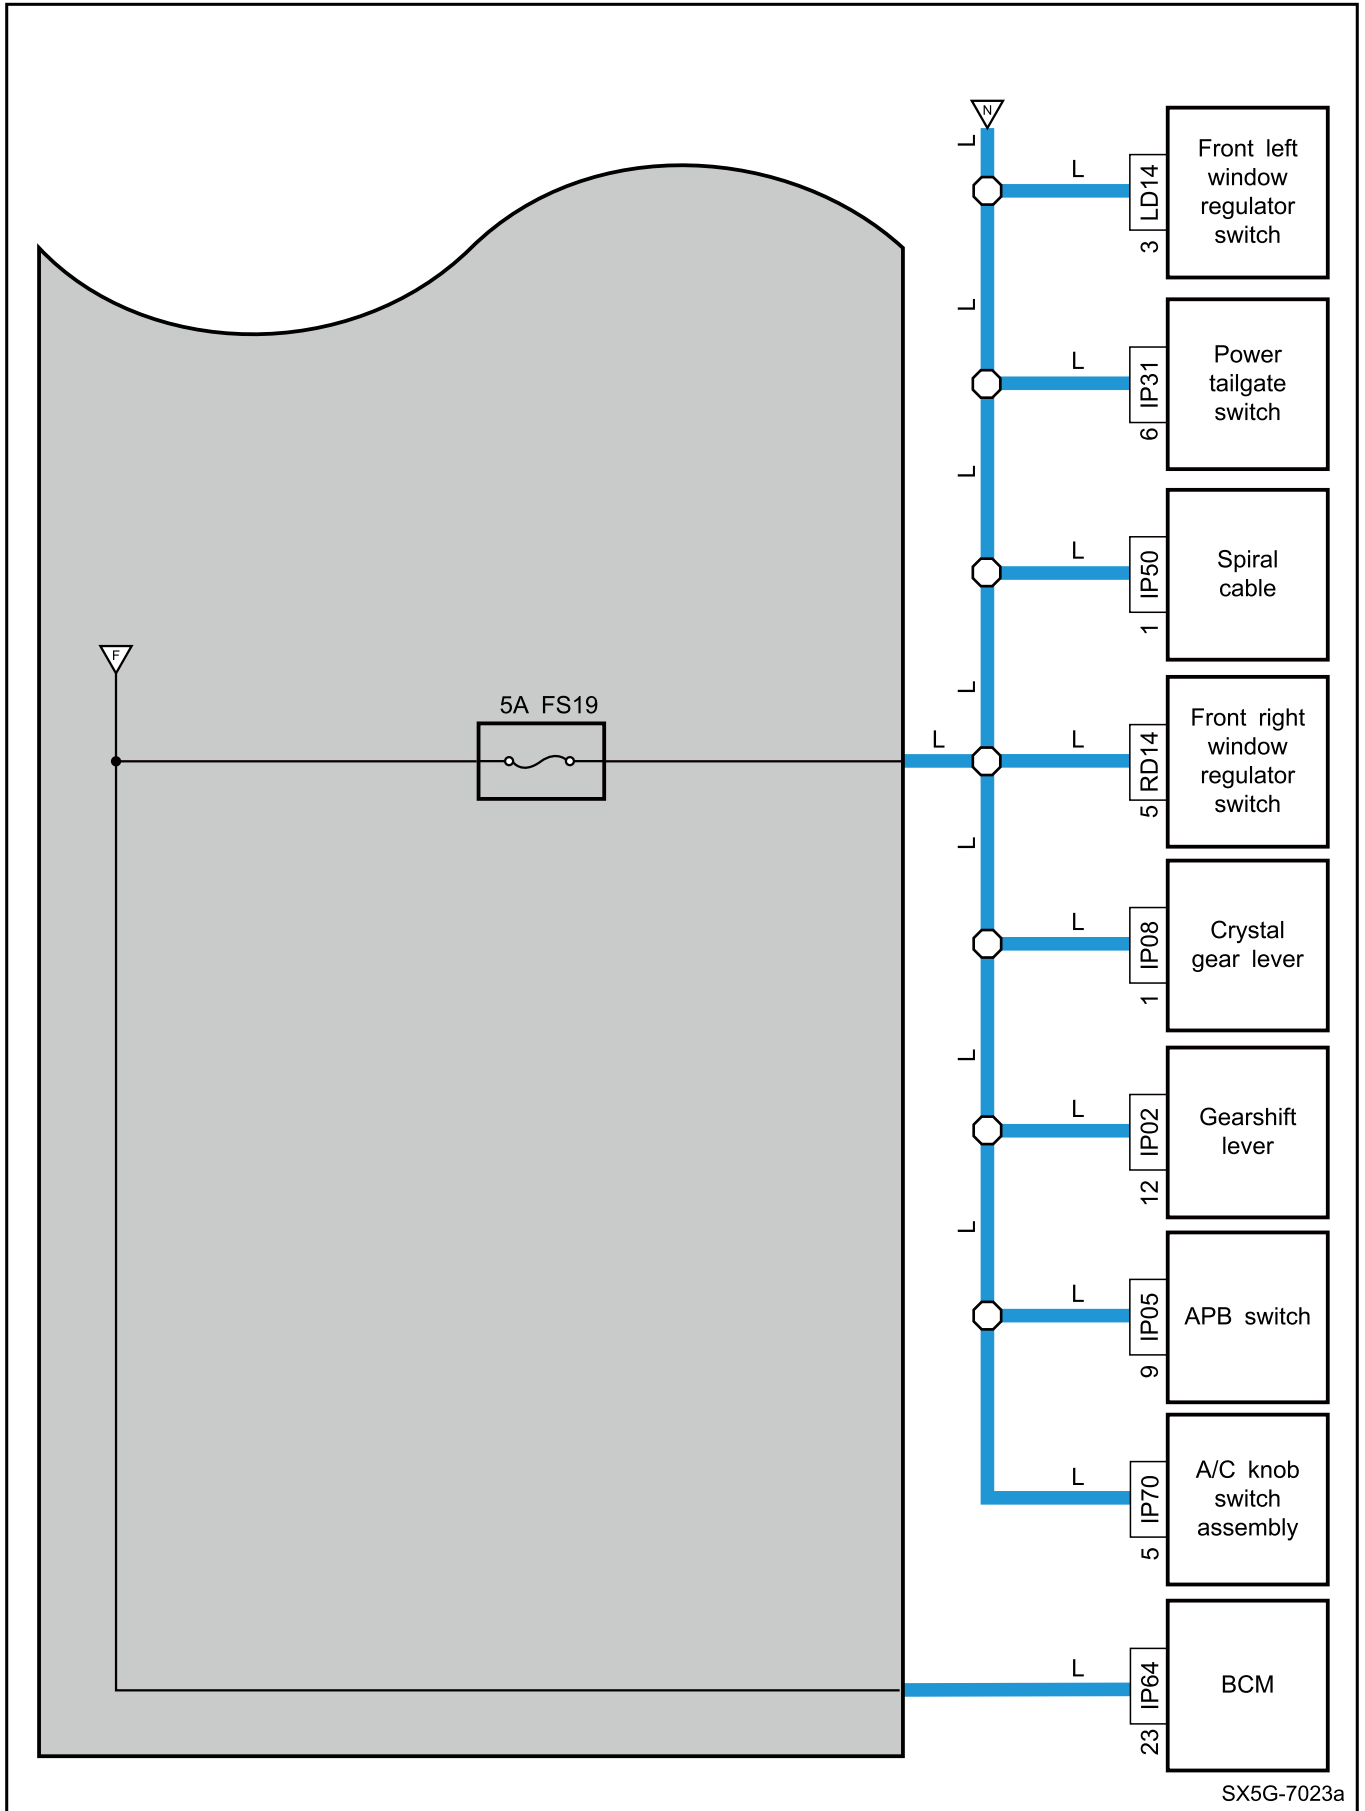 N
L
L
LD14
3
Front left
window
regulator
switch
L
L
IP31
6
Power
tailgate
switch
L
L
IP50
1
Spiral
cable
F
5A FS19
L
L
L
RD14
5
Front right
window
regulator
switch
L
L
IP08
1
Crystal
gear lever
L
L
IP02
12
Gearshift
lever
L
L
IP05
9
APB switch
L
IP70
5
A/C knob
switch
assembly
L
IP64
23
BCM
SX5G-7023a